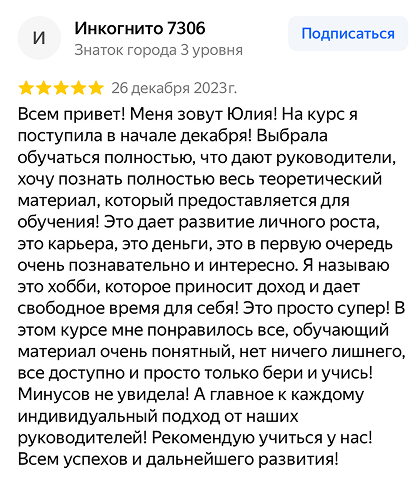 И
Инкогнито 7306
Знаток города 3 уровня
Подписаться
26 декабря 2023г.
Всем привет! Меня зовут Юлия! На курс я
поступила в начале декабря! Выбрала
обучаться полностью, что дают руководители,
хочу познать полностью весь теоретический
материал, который предоставляется для
обучения! Это дает развитие личного роста,
это карьера, это деньги, это в первую очередь
очень познавательно и интересно. Я называю
это хобби, которое приносит доход и дает
свободное время для себя! Это просто супер! В
этом курсе мне понравилось все, обучающий
материал очень понятный, нет ничего лишнего,
все доступно и просто только бери и учись!
Минусов не увидела! А главное к каждому
индивидуальный подход от наших
руководителей! Рекомендую учиться у нас!
Всем успехов и дальнейшего развития!